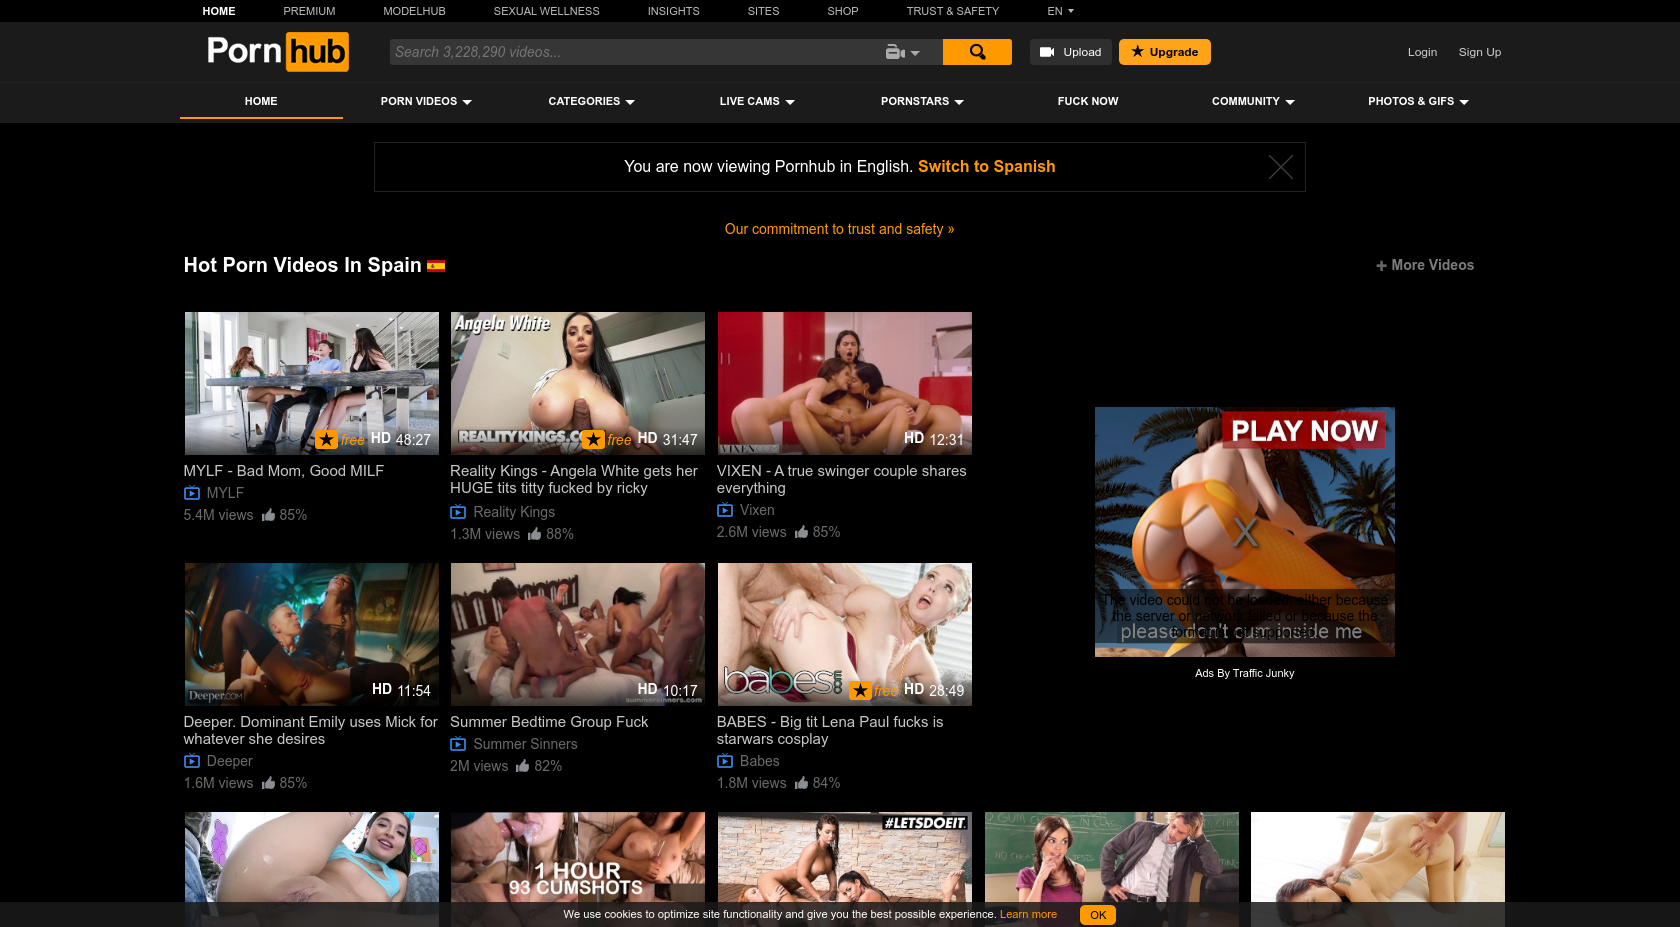 HOME PREMIUM MODELHUB SEXUAL WELLNESS INSIGHTS SITES SHOP TRUST & SAFETY EN
Pornhub Search 3,228,290 videos... Upload Upgrade Login Sign Up
HOME PORN VIDEOS CATEGORIES LIVE CAMS PORNSTARS FUCK NOW COMMUNITY PHOTOS & GIFS
You are now viewing Pornhub in English. Switch to Spanish
Our commitment to trust and safety »
Hot Porn Videos In Spain
+ More Videos
free HD 48:27
MYLF - Bad Mom, Good MILF
MYLF
5.4M views 85%
Angela White
REALITYKINGS.C
free HD 31:47
Reality Kings - Angela White gets her
HUGE tits titty fucked by ricky
Reality Kings
1.3M views 88%
VIXEN.COM
HD 12:31
VIXEN - A true swinger couple shares
everything
Vixen
2.6M views 85%
PLAY NOW
X
The video could not be loaded, either because
the server or network failed or because the
format is not supported.
please don't cum inside me
Ads By Traffic Junky
DEEPER.COM
HD 11:54
Deeper. Dominant Emily uses Mick for
whatever she desires
Deeper
1.6M views 85%
HD 10:17
summersinners.com
Summer Bedtime Group Fuck
Summer Sinners
2M views 82%
babes.com
free HD 28:49
BABES - Big tit Lena Paul fucks is
starwars cosplay
Babes
1.8M views 84%
1 HOUR
93 CUMSHOTS
#LETSDOEIT
We use cookies to optimize site functionality and give you the best possible experience. Learn more OK